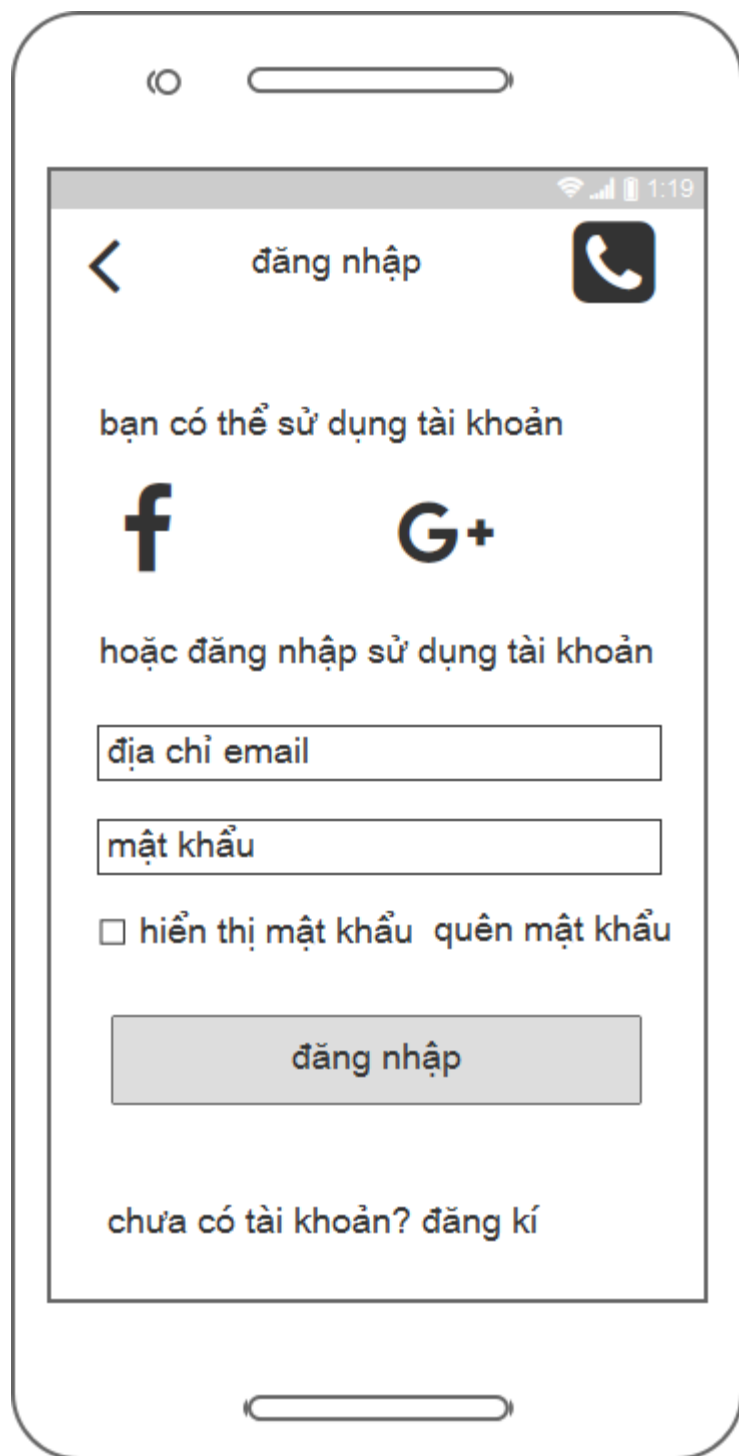 1:19
đăng nhập
bạn có thể sử dụng tài khoản
f G+
hoặc đăng nhập sử dụng tài khoản
địa chỉ email
mật khẩu
hiển thị mật khẩu quên mật khẩu
đăng nhập
chưa có tài khoản? đăng kí